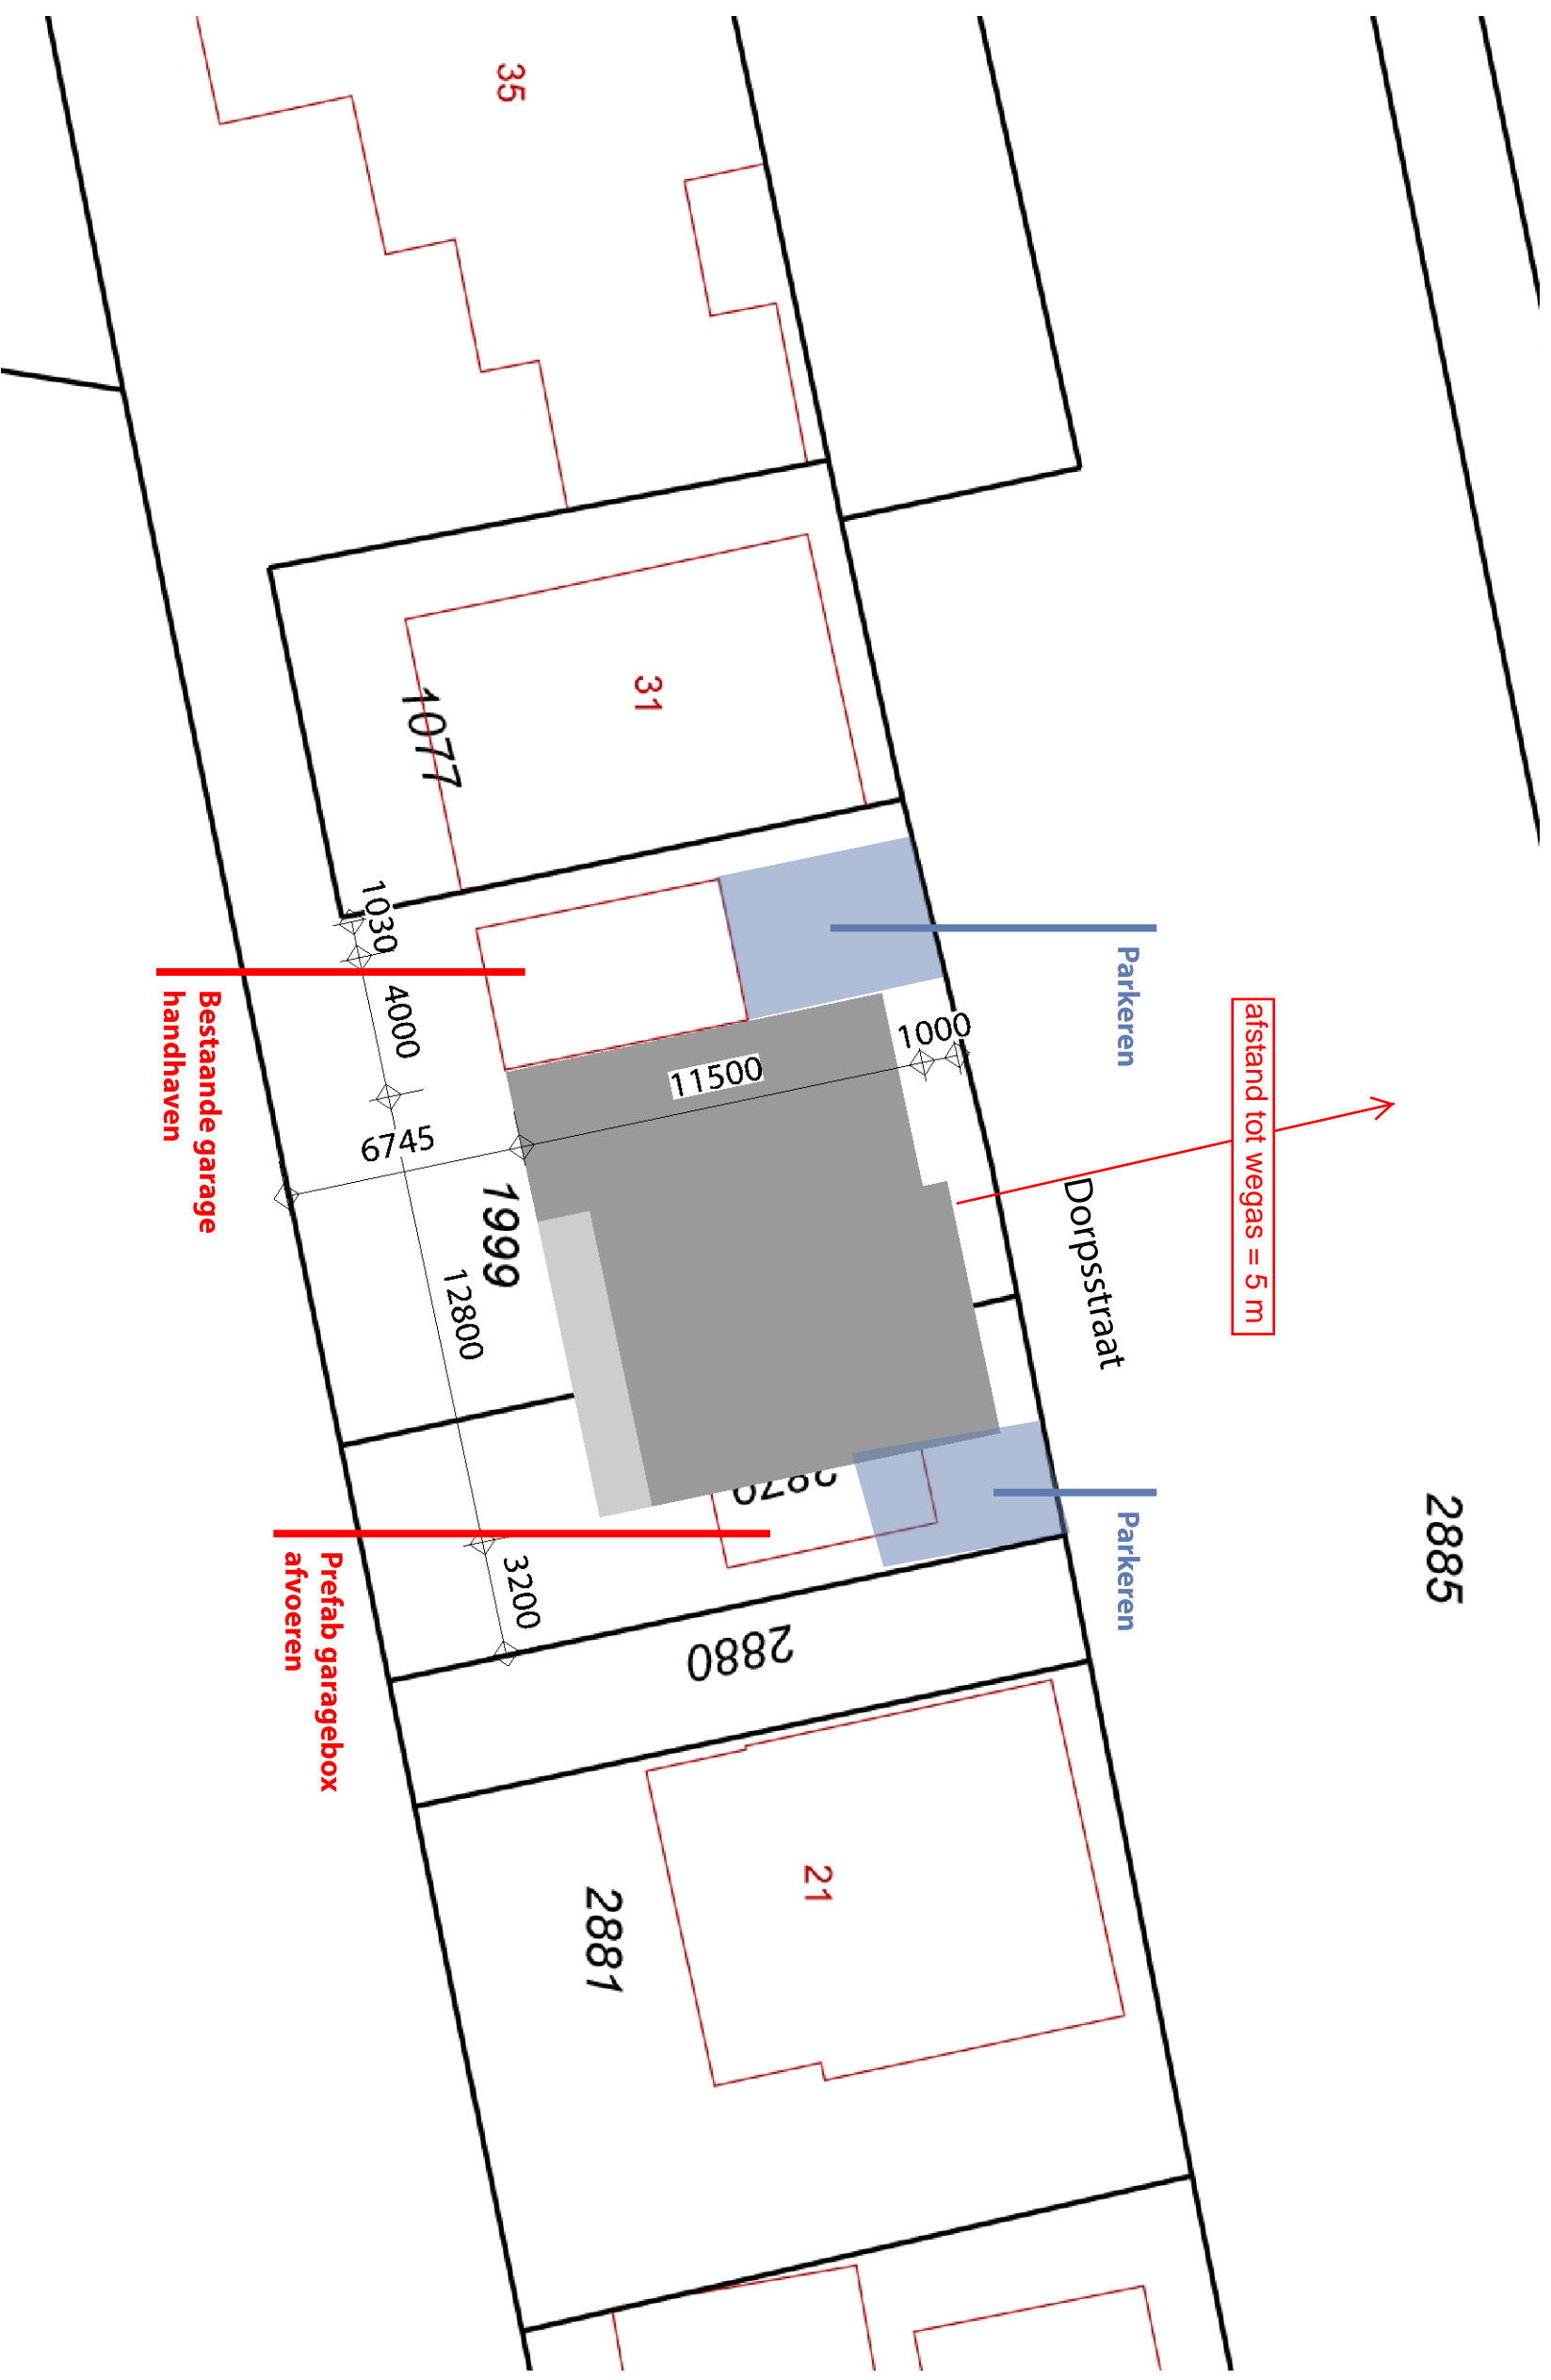 35
31
1077
1030
4000
6745
11500
1000
12800
3200
1999
Bestaande garage
handhaven
Prefab garagebox
afvoeren
Parkeren
Parkeren
afstand tot wegas = 5 m
Dorpsstraat
2885
2879
2880
21
2881